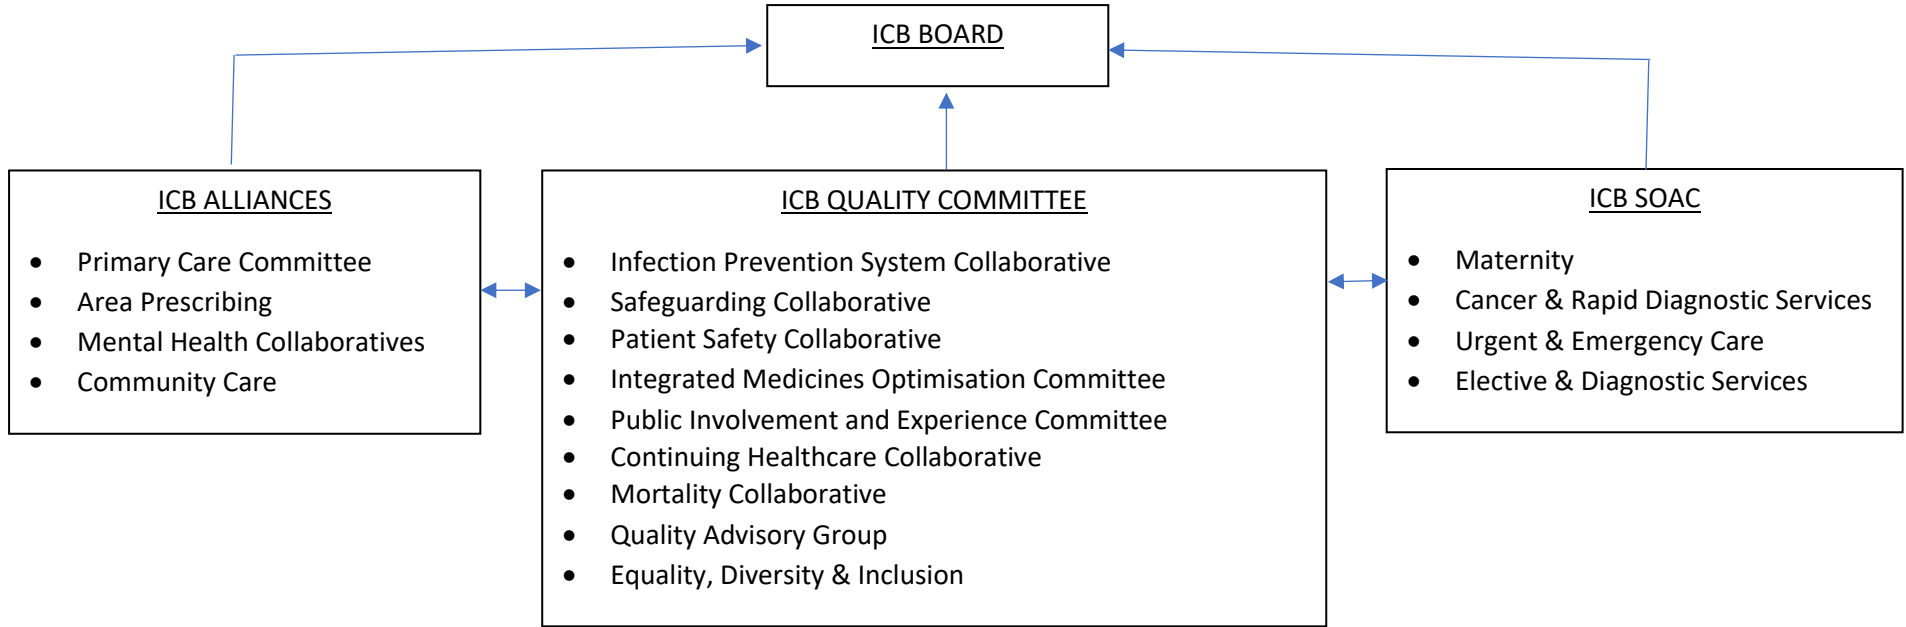 ICB BOARD
ICB ALLIANCES
• Primary Care Committee
• Area Prescribing
• Mental Health Collaboratives
• Community Care
ICB QUALITY COMMITTEE
• Infection Prevention System Collaborative
• Safeguarding Collaborative
• Patient Safety Collaborative
• Integrated Medicines Optimisation Committee
• Public Involvement and Experience Committee
• Continuing Healthcare Collaborative
• Mortality Collaborative
• Quality Advisory Group
• Equality, Diversity & Inclusion
ICB SOAC
• Maternity
• Cancer & Rapid Diagnostic Services
• Urgent & Emergency Care
• Elective & Diagnostic Services